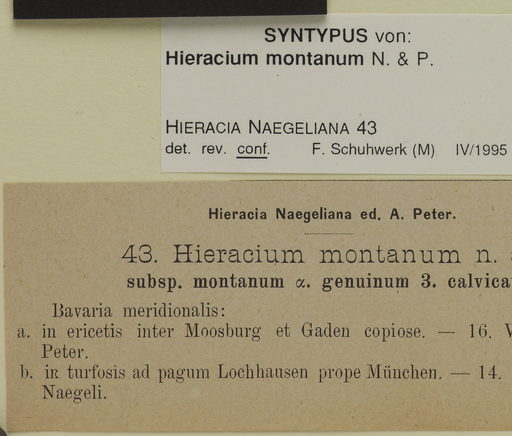 SYNTYPUS von:
Hieracium montanum N. & P.
HIERACIA NAEGELIANA 43
det. rev. conf. F. Schuhwerk (M) IV/1995
Hieracia Naegeliana ed. A. Peter.
43. Hieracium montanum n.
subsp. montanum α. genuinum 3.
Bavaria meridionalis:
a. in ericetis inter Moosburg et Gaden copiose. — 16.
Peter.
b. in turfosis ad pagum Lochhausen prope München. — 14.
Naegeli.